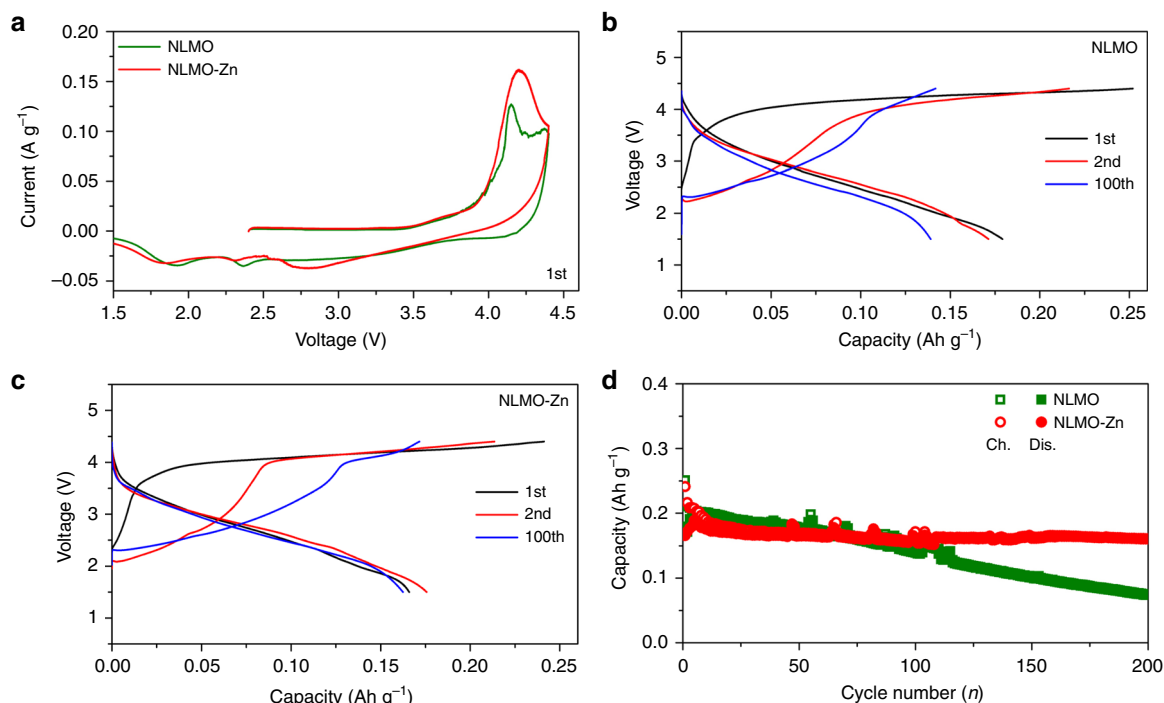 a
NLMO
NLMO-Zn
0.20
0.15
0.10
0.05
0.00
–0.05
Current (A g⁻¹)
1st
1.5 2.0 2.5 3.0 3.5 4.0 4.5
Voltage (V)
b
NLMO
5
4
3
2
1
Voltage (V)
1st
2nd
100th
0.00 0.05 0.10 0.15 0.20 0.25
Capacity (Ah g⁻¹)
c
NLMO-Zn
5
4
3
2
1
Voltage (V)
1st
2nd
100th
0.00 0.05 0.10 0.15 0.20 0.25
Capacity (Ah g⁻¹)
d
NLMO
NLMO-Zn
Ch. Dis.
0.4
0.3
0.2
0.1
0.0
Capacity (Ah g⁻¹)
0 50 100 150 200
Cycle number (n)